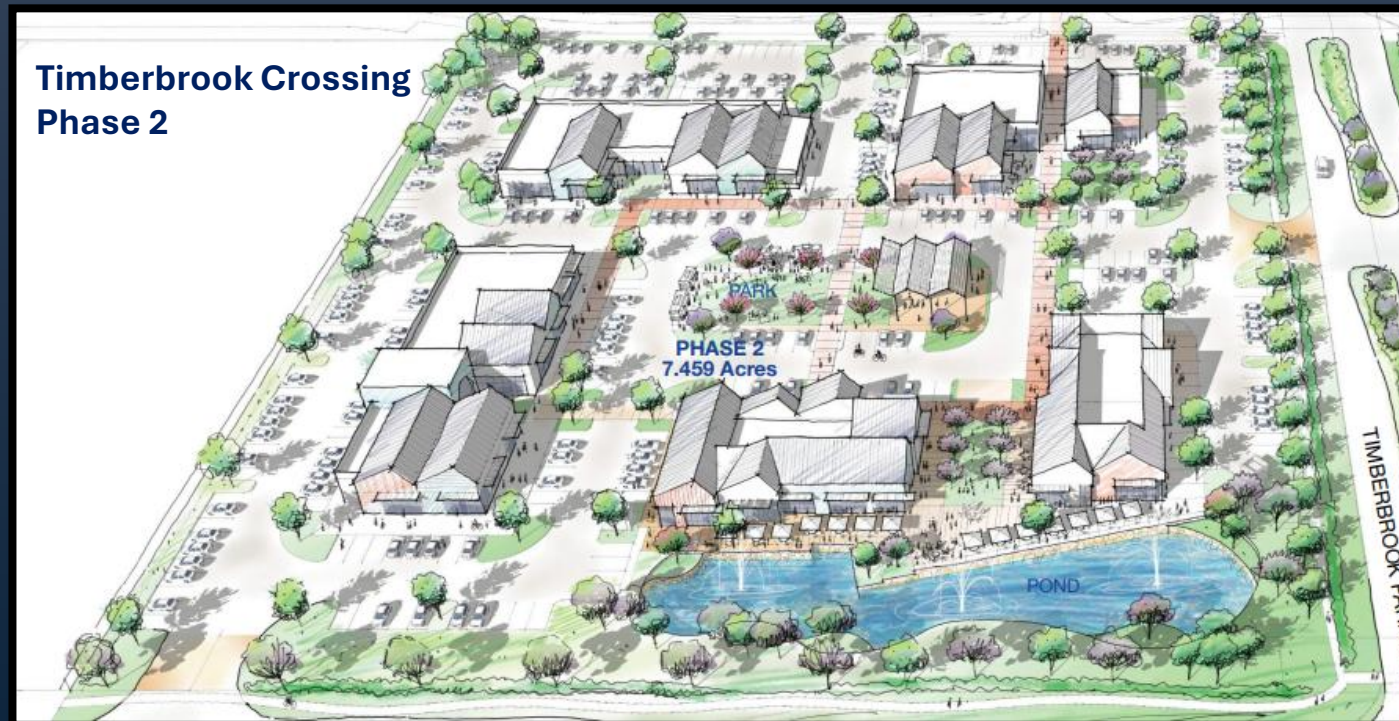 Timberbrook Crossing
Phase 2
PARK
PHASE 2
7.459 Acres
POND
TIMBERBROOK